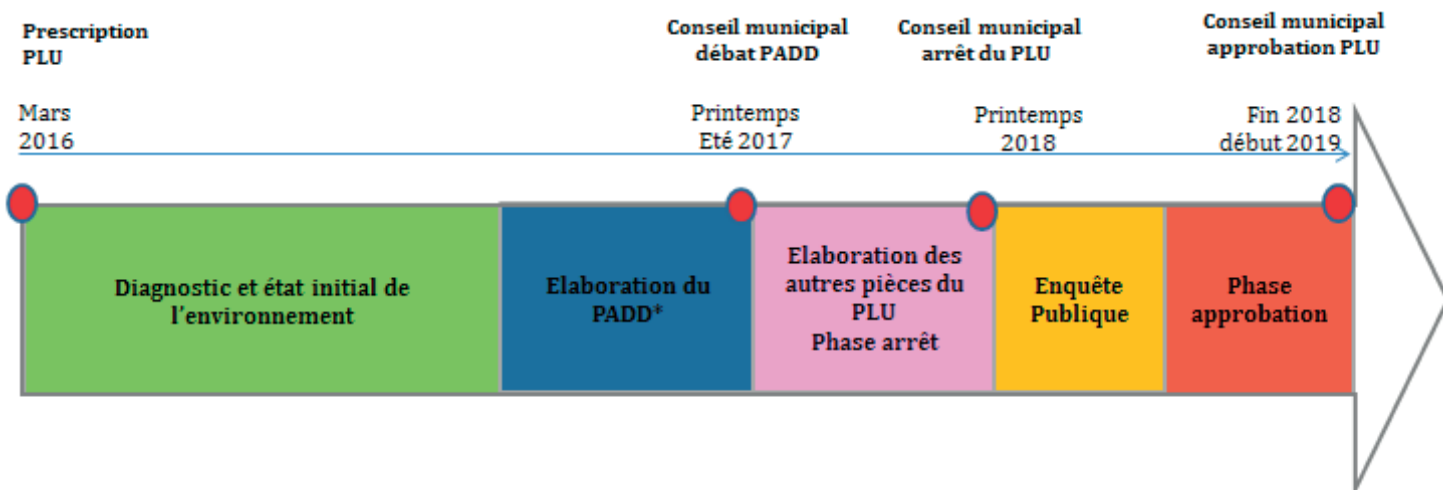 Prescription
PLU
Conseil municipal
débat PADD
Conseil municipal
arrêt du PLU
Conseil municipal
approbation PLU
Mars
2016
Printemps
Eté 2017
Printemps
2018
Fin 2018
début 2019
Diagnostic et état initial de
l'environnement
Elaboration du
PADD*
Elaboration des
autres pièces du
PLU
Phase arrêt
Enquête
Publique
Phase
approbation